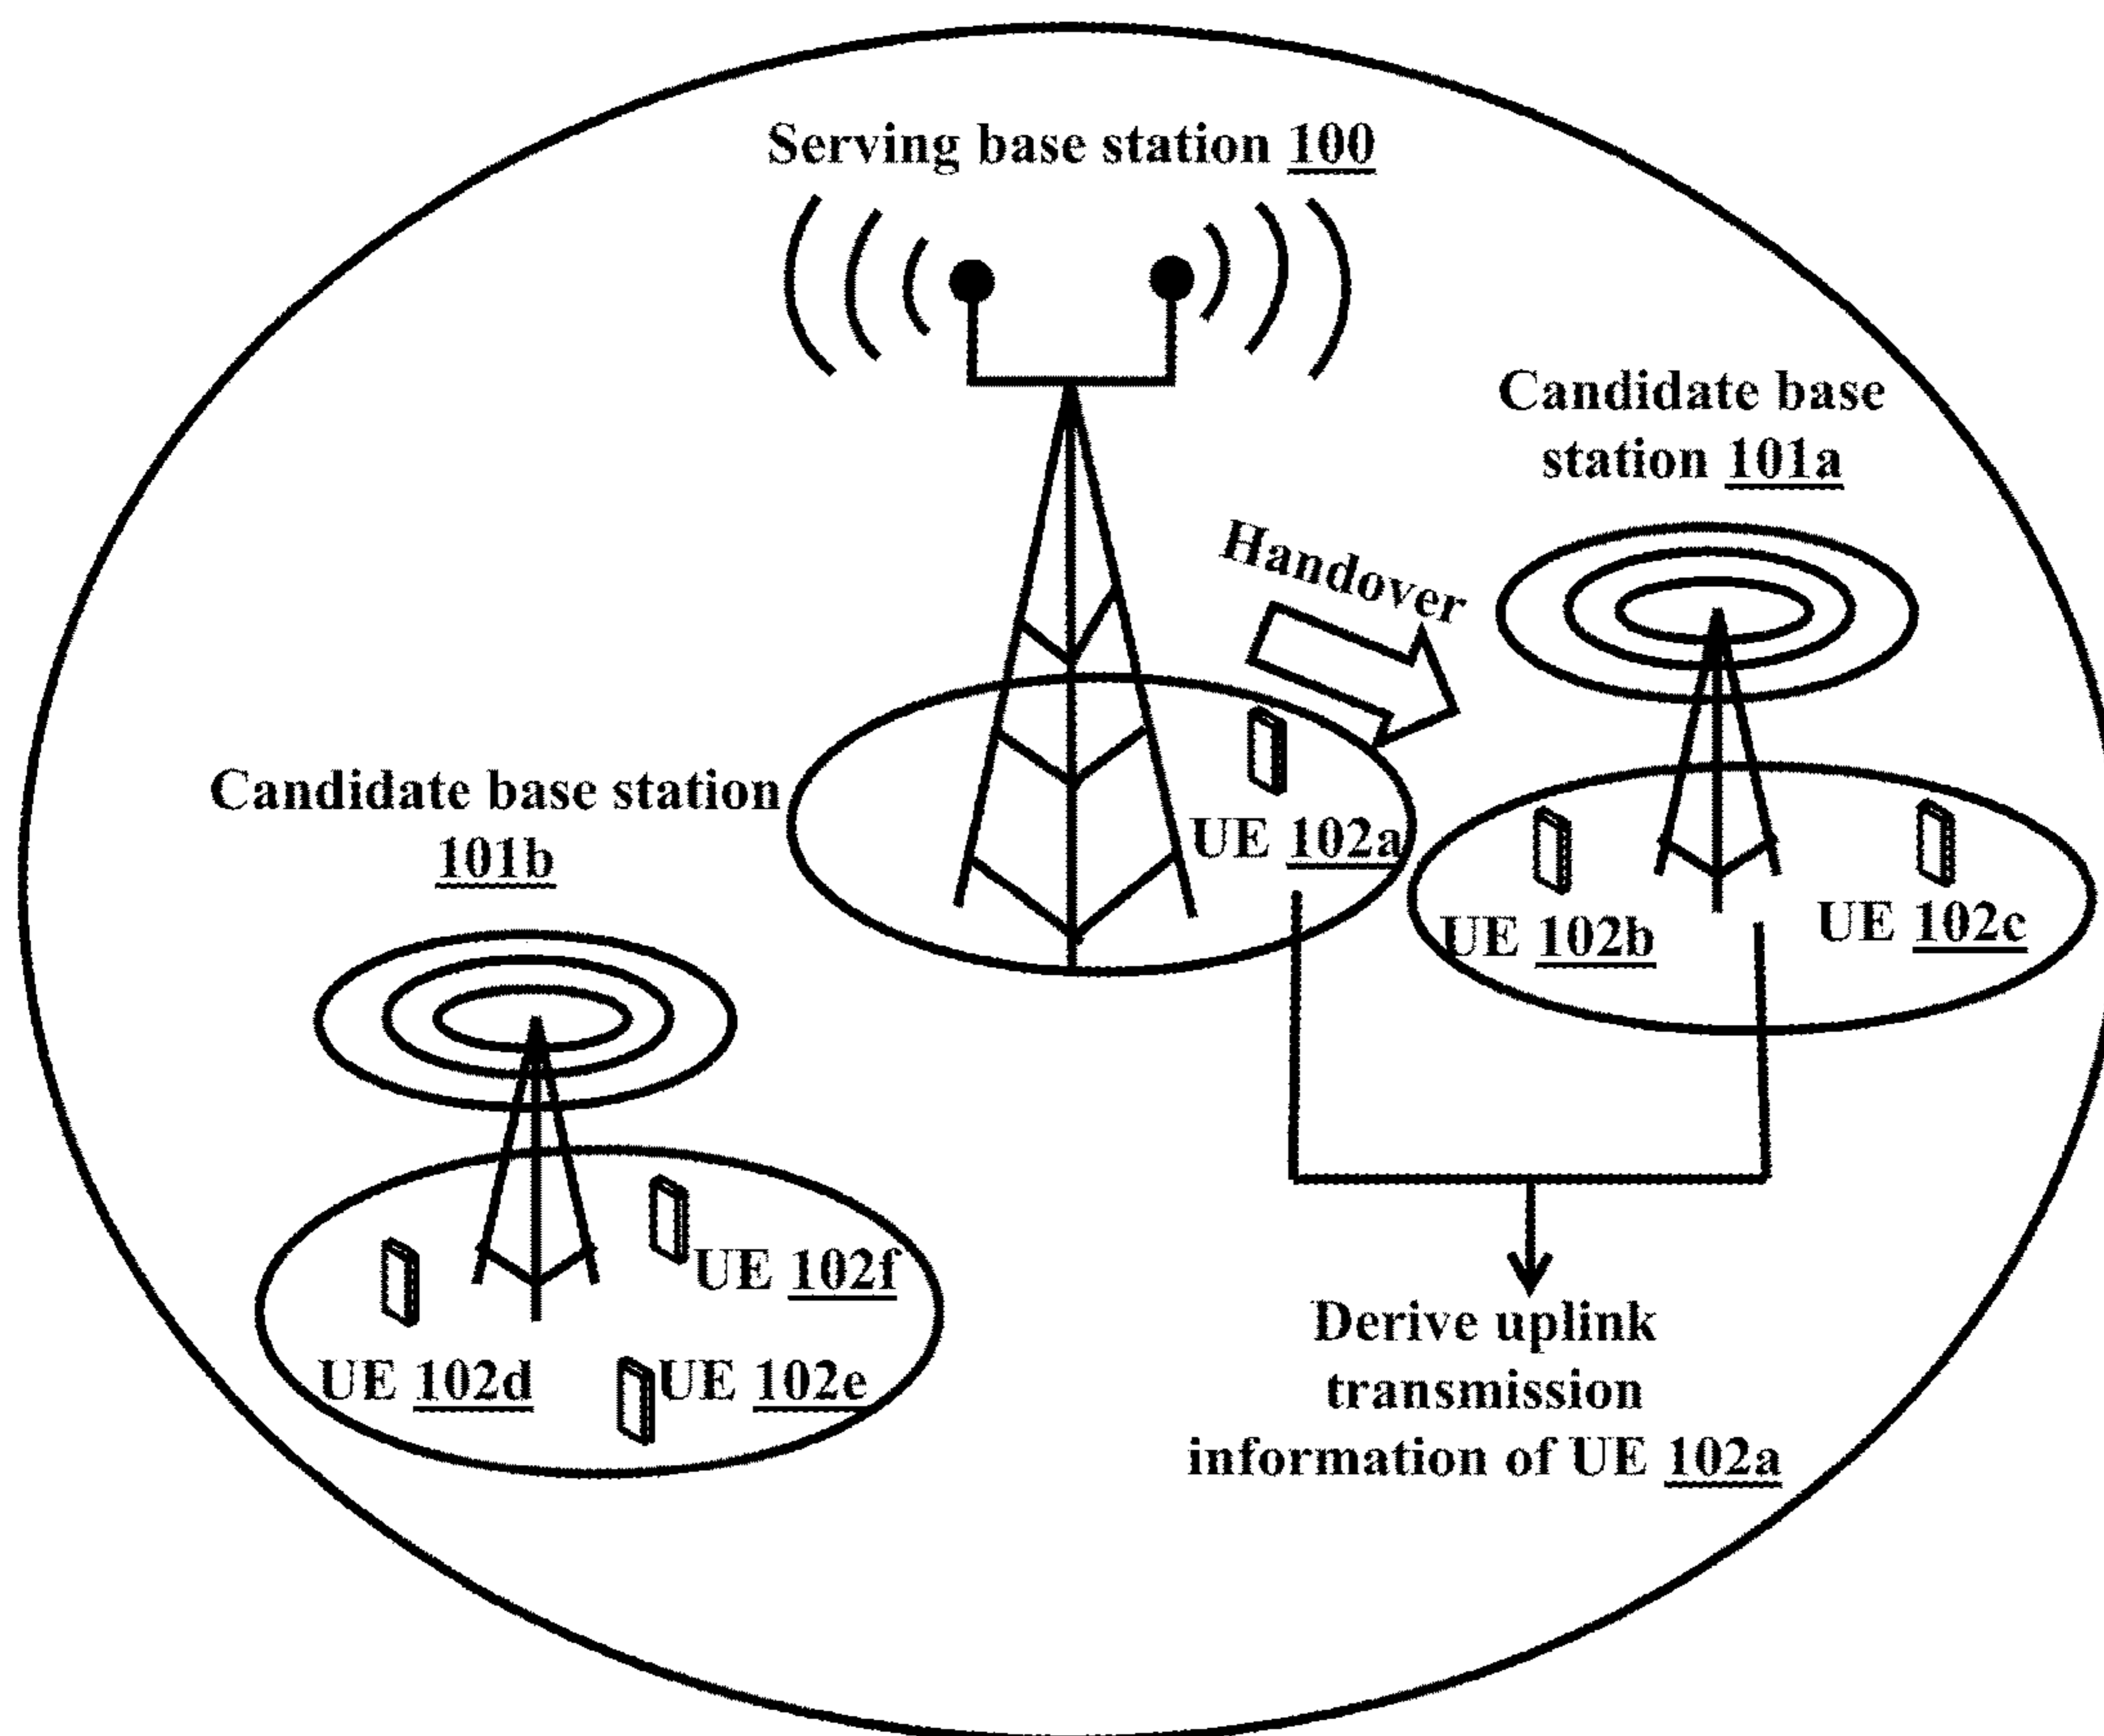 Serving base station 100
Candidate base
station 101a
Handover
Candidate base station
101b
UE 102a
UE 102b
UE 102c
UE 102f
UE 102d
UE 102e
Derive uplink
transmission
information of UE 102a